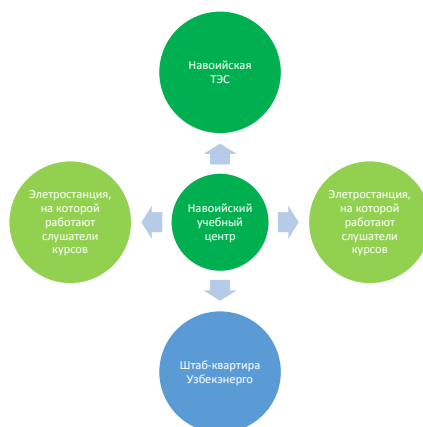 Навоийская
ТЭС
Элетростанция,
на которой
работают
слушатели
курсов
Навоийский
учебный
центр
Элетростанция,
на которой
работают
слушатели
курсов
Штаб-квартира
Узбекэнерго